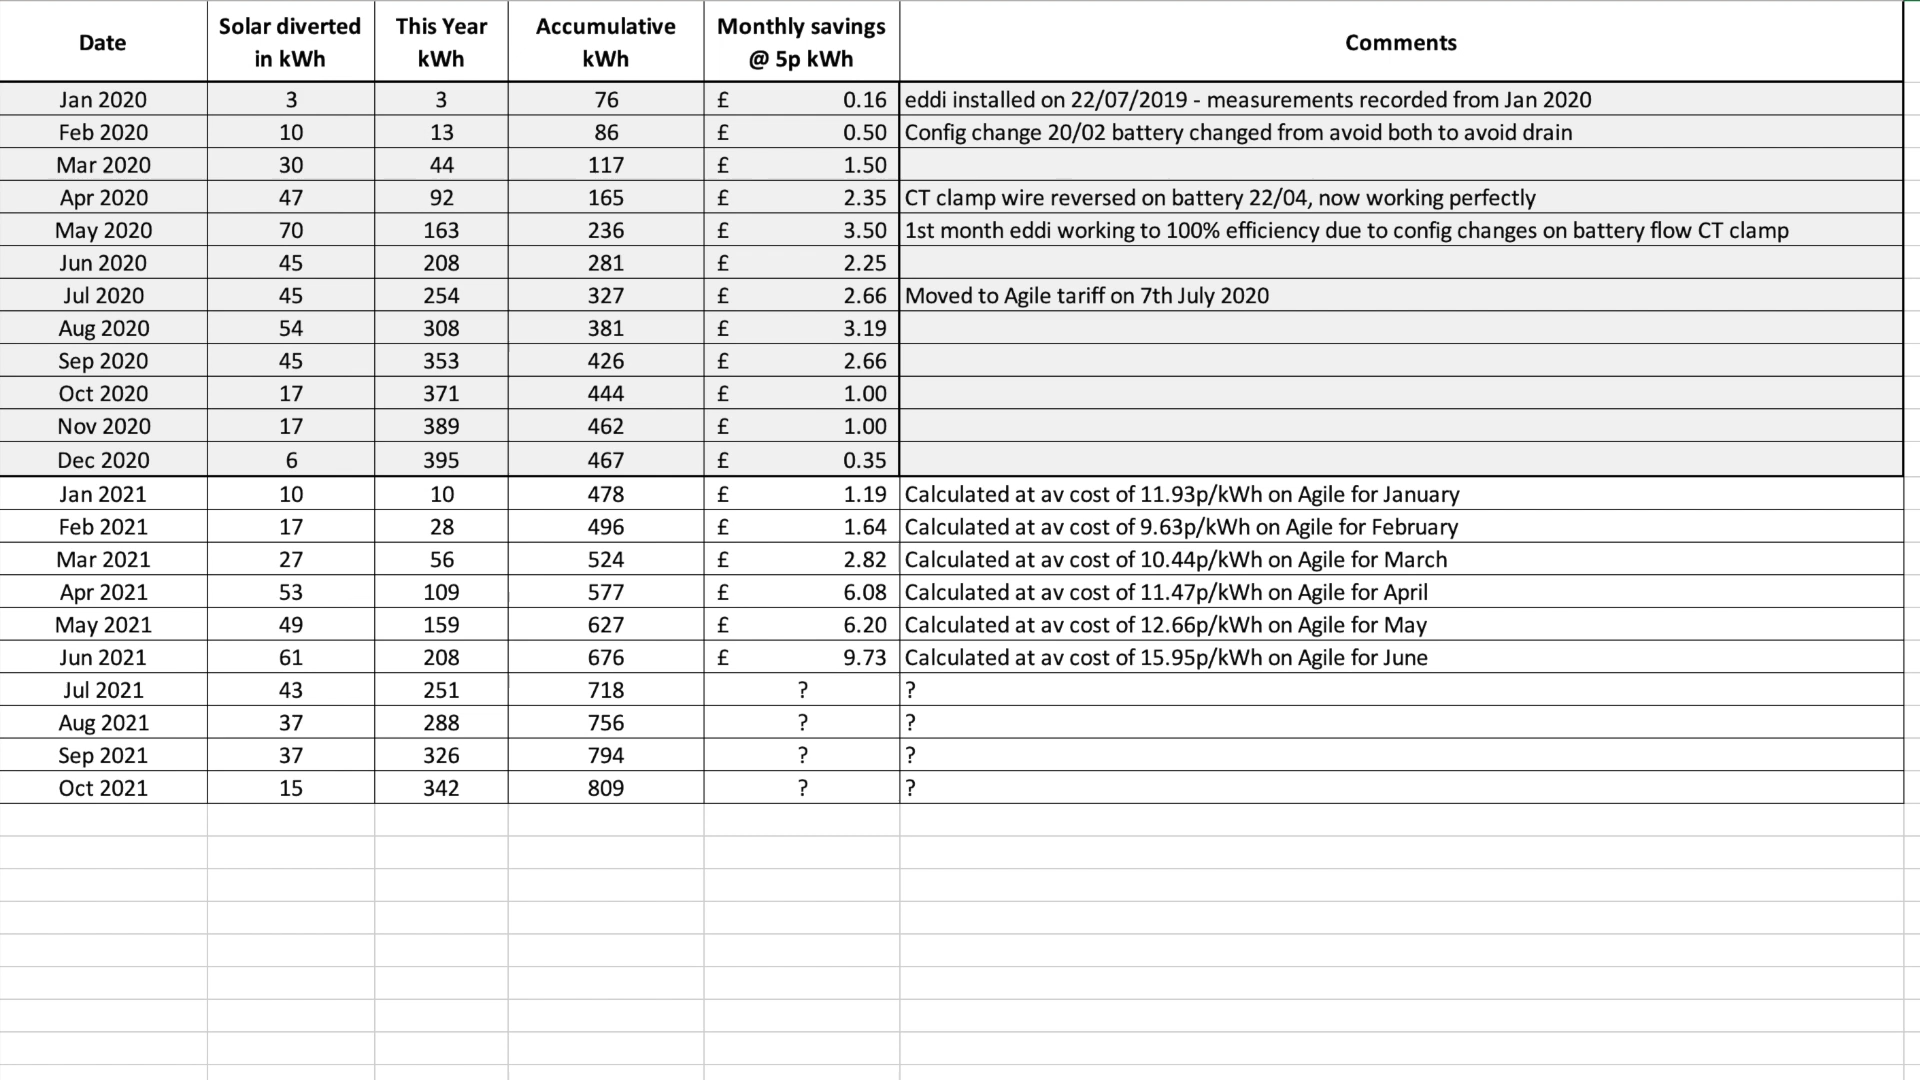 Date Solar diverted in kWh This Year kWh Accumulative kWh Monthly savings @ 5p kWh Comments
Jan 2020 3 3 76 £ 0.16 eddi installed on 22/07/2019 - measurements recorded from Jan 2020
Feb 2020 10 13 86 £ 0.50 Config change 20/02 battery changed from avoid both to avoid drain
Mar 2020 30 44 117 £ 1.50
Apr 2020 47 92 165 £ 2.35 CT clamp wire reversed on battery 22/04, now working perfectly
May 2020 70 163 236 £ 3.50 1st month eddi working to 100% efficiency due to config changes on battery flow CT clamp
Jun 2020 45 208 281 £ 2.25
Jul 2020 45 254 327 £ 2.66 Moved to Agile tariff on 7th July 2020
Aug 2020 54 308 381 £ 3.19
Sep 2020 45 353 426 £ 2.66
Oct 2020 17 371 444 £ 1.00
Nov 2020 17 389 462 £ 1.00
Dec 2020 6 395 467 £ 0.35
Jan 2021 10 10 478 £ 1.19 Calculated at av cost of 11.93p/kWh on Agile for January
Feb 2021 17 28 496 £ 1.64 Calculated at av cost of 9.63p/kWh on Agile for February
Mar 2021 27 56 524 £ 2.82 Calculated at av cost of 10.44p/kWh on Agile for March
Apr 2021 53 109 577 £ 6.08 Calculated at av cost of 11.47p/kWh on Agile for April
May 2021 49 159 627 £ 6.20 Calculated at av cost of 12.66p/kWh on Agile for May
Jun 2021 61 208 676 £ 9.73 Calculated at av cost of 15.95p/kWh on Agile for June
Jul 2021 43 251 718 ? ?
Aug 2021 37 288 756 ? ?
Sep 2021 37 326 794 ? ?
Oct 2021 15 342 809 ? ?